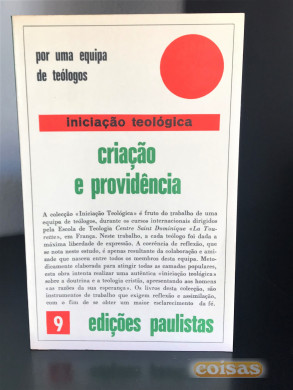 por uma equipa
de teólogos
iniciação teológica
criação
e providência
A colecção «Iniciação Teológica» é fruto do trabalho de uma
equipa de teólogos, durante os cursos internacionais dirigidos
pela Escola de Teologia Centre Saint Dominique «La Tou-
rette», em França. Neste trabalho, a cada teólogo foi dada a
máxima liberdade de expressão. A coerência de reflexão, que
se nota neste estudo, é apenas resultante da colaboração e ami-
zade que nasceu entre todos os membros desta equipa. Meto-
dicamente elaborada para atingir todas as camadas populares,
esta obra intenta realizar uma autêntica «iniciação teológica»
sobre a doutrina e a teologia cristãs, apresentando aos homens
«as razões da sua esperança». Os livros desta colecção, são
instrumentos de trabalho que exigem reflexão e assimilação,
com o fim de se obter um maior esclarecimento da fé.
9 edições paulistas
coisas